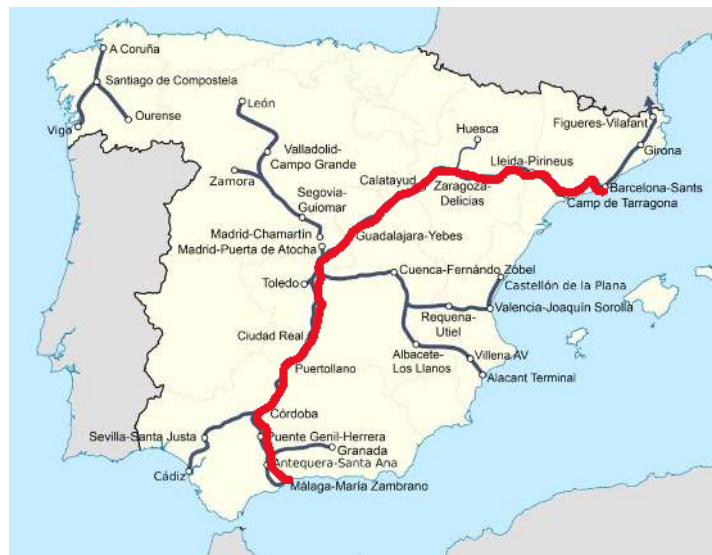 A Coruña
Santiago de Compostela
Ourense
Vigo
León
Valladolid-
Campo Grande
Zamora
Segovia-
Guiomar
Madrid-Chamartín
Madrid-Puerta de Atocha
Toledo
Huesca
Figueres-Vilafant
Girona
Lleida-Pirineus
Calatayud
Zaragoza-
Delicias
Barcelona-Sants
Camp de Tarragona
Guadalajara-Yebes
Cuenca-Fernándo Zóbel
Castellón de la Plana
Valencia-Joaquín Sorolla
Requena-
Utiel
Ciudad Real
Albacete-
Los Llanos
Villena AV
Alacant Terminal
Puertollano
Córdoba
Sevilla-Santa Justa
Puente Genil-Herrera
Granada
Antequera-Santa Ana
Cádiz
Málaga-María Zambrano